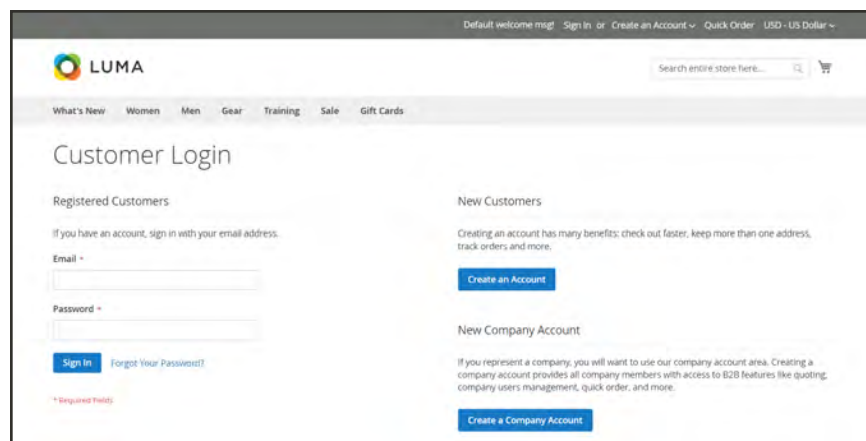 Default welcome msg! Sign In or Create an Account Quick Order USD - US Dollar
LUMA
Search entire store here...
What's New Women Men Gear Training Sale Gift Cards
Customer Login
Registered Customers
If you have an account, sign in with your email address.
Email *
Password *
Sign In Forgot Your Password?
* Required Fields
New Customers
Creating an account has many benefits: check out faster, keep more than one address,
track orders and more.
Create an Account
New Company Account
If you represent a company, you will want to use our company account area. Creating a
company account provides all company members with access to B2B features like quoting,
company users management, quick order, and more.
Create a Company Account